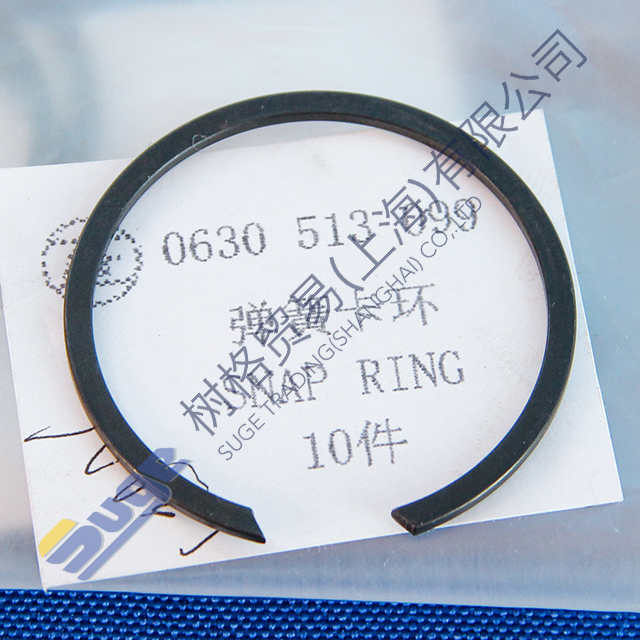 0630 513 099
弹簧卡环
SNAP RING
10件
树格贸易(上海)有限公司
SUGE TRADING(SHANGHAI) CO.,LTD
suge